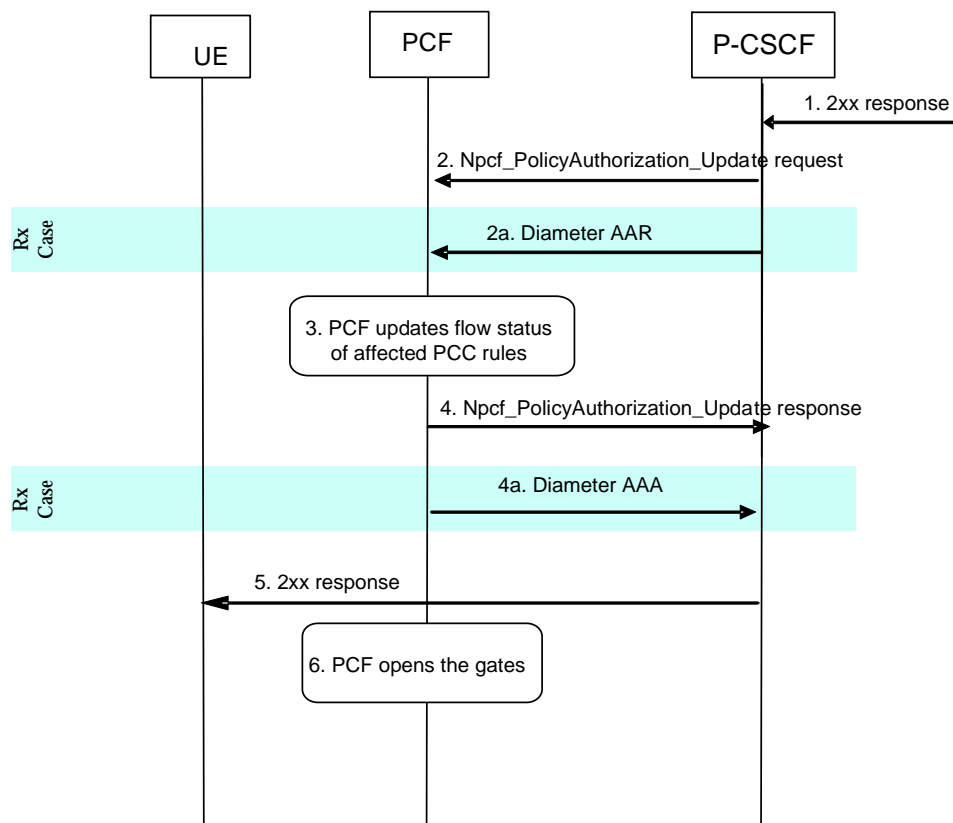 UE
PCF
P-CSCF
1. 2xx response
2. Npcf_PolicyAuthorization_Update request
Rx
Case
2a. Diameter AAR
3. PCF updates flow status
of affected PCC rules
4. Npcf_PolicyAuthorization_Update response
Rx
Case
4a. Diameter AAA
5. 2xx response
6. PCF opens the gates